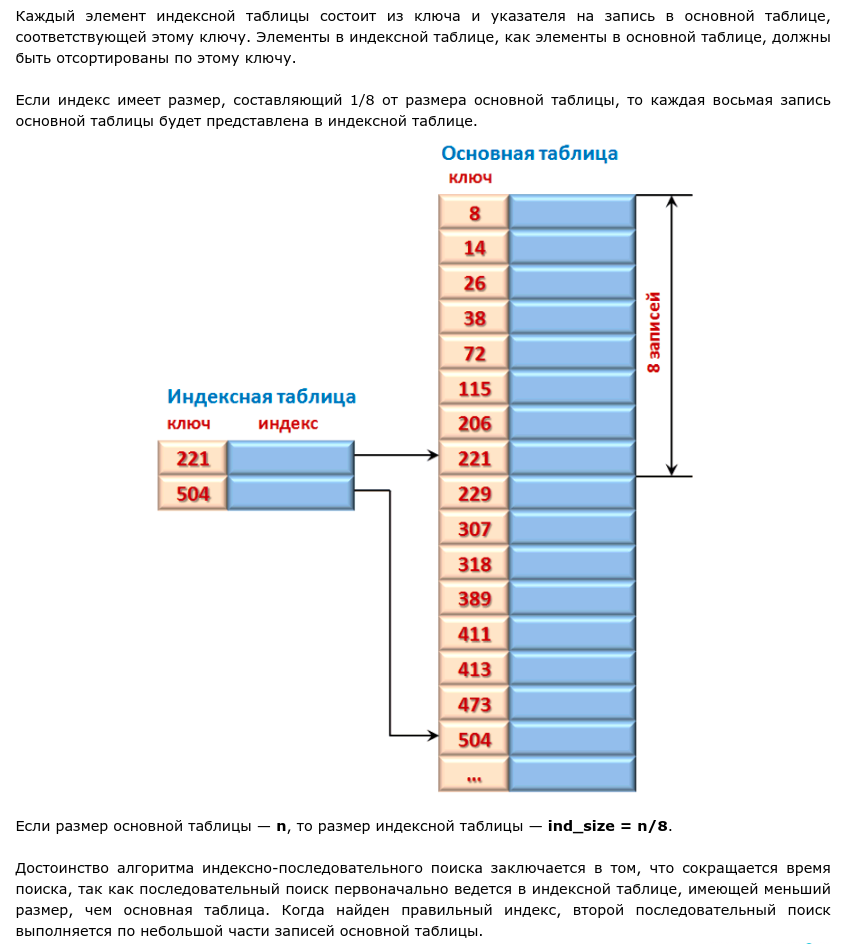 Каждый элемент индексной таблицы состоит из ключа и указателя на запись в основной таблице,
соответствующей этому ключу. Элементы в индексной таблице, как элементы в основной таблице, должны
быть отсортированы по этому ключу.
Если индекс имеет размер, составляющий 1/8 от размера основной таблицы, то каждая восьмая запись
основной таблицы будет представлена в индексной таблице.
Основная таблица
ключ
8
14
26
38
72
115
206
221
229
307
318
389
411
413
473
504
...
8 записей
Индексная таблица
ключ индекс
221
504
Если размер основной таблицы — n, то размер индексной таблицы — ind_size = n/8.
Достоинство алгоритма индексно-последовательного поиска заключается в том, что сокращается время
поиска, так как последовательный поиск первоначально ведется в индексной таблице, имеющей меньший
размер, чем основная таблица. Когда найден правильный индекс, второй последовательный поиск
выполняется по небольшой части записей основной таблицы.